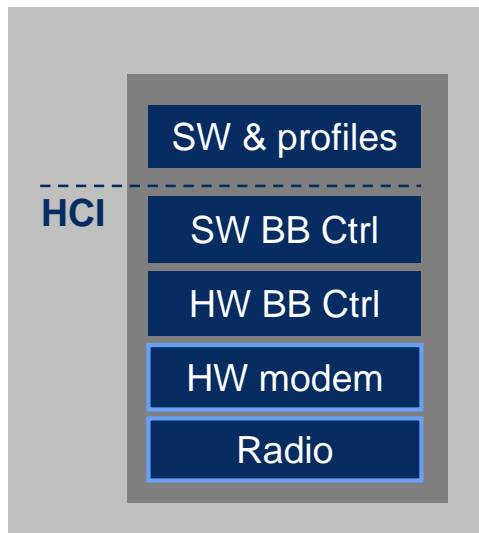 SW & profiles
HCI
SW BB Ctrl
HW BB Ctrl
HW modem
Radio